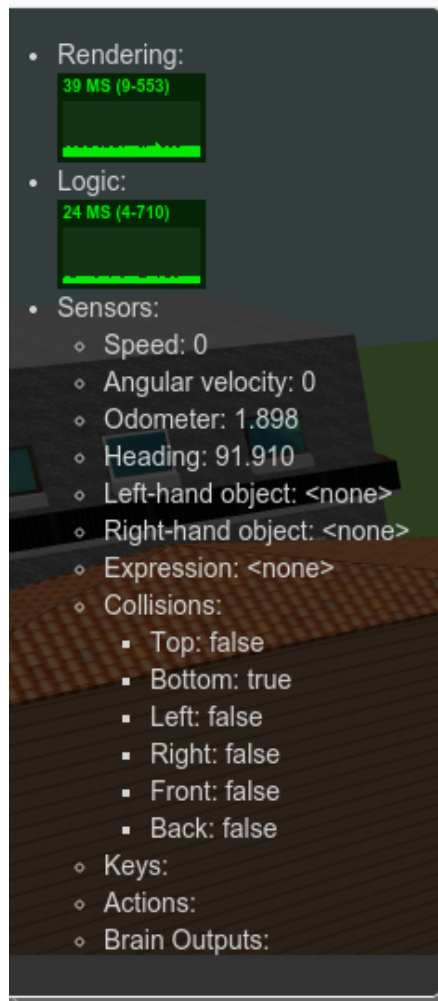 Rendering:
39 MS (9-553)
Logic:
24 MS (4-710)
Sensors:
Speed: 0
Angular velocity: 0
Odometer: 1.898
Heading: 91.910
Left-hand object: <none>
Right-hand object: <none>
Expression: <none>
Collisions:
Top: false
Bottom: true
Left: false
Right: false
Front: false
Back: false
Keys:
Actions:
Brain Outputs: